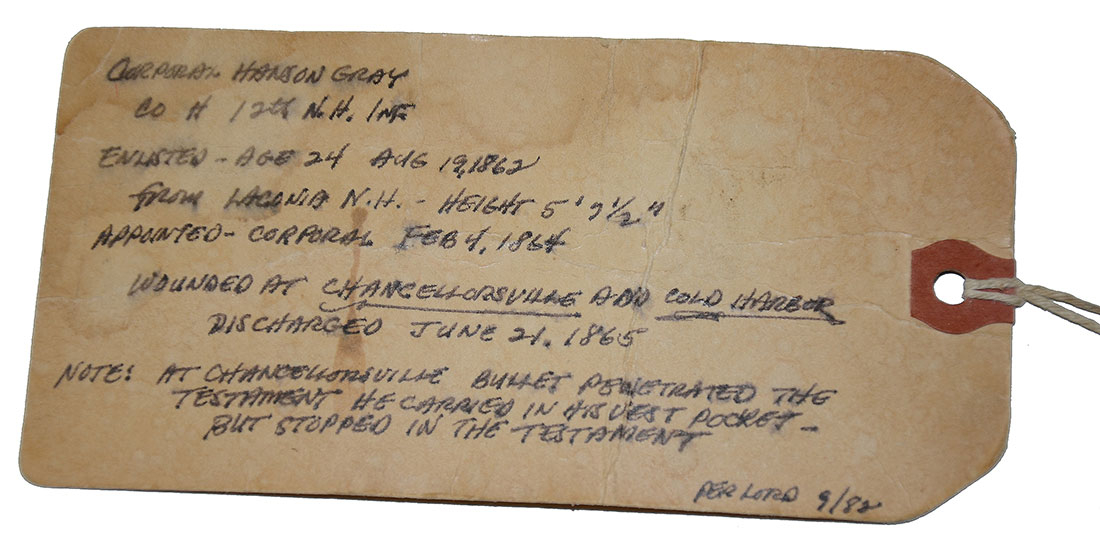 CORPORAL HANSON GRAY
CO H 12th N.H. INF.
ENLISTED - AGE 24 AUG 19, 1862
from LACONIA N.H. - HEIGHT 5' 9 1/2"
APPOINTED - CORPORAL FEB 4, 1864
WOUNDED AT CHANCELLORSVILLE AND COLD HARBOR
DISCHARGED JUNE 21, 1865
NOTE: AT CHANCELLORSVILLE BULLET PENETRATED THE
TESTAMENT HE CARRIED IN HIS VEST POCKET -
BUT STOPPED IN THE TESTAMENT
PER LORD 9/82